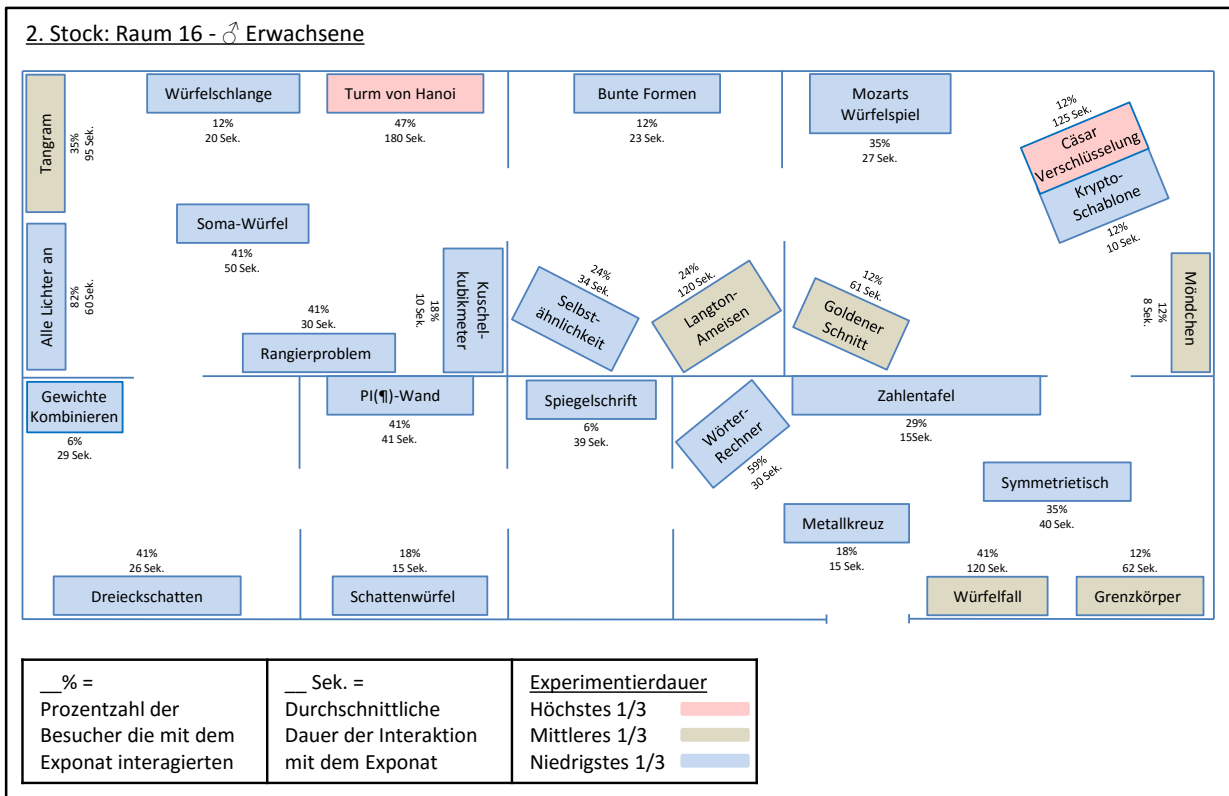 2. Stock: Raum 16 - ♂ Erwachsene
Tangram
35%
95 Sek.
Würfelschlange
12%
20 Sek.
Turm von Hanoi
47%
180 Sek.
Bunte Formen
12%
23 Sek.
Mozarts
Würfelspiel
35%
27 Sek.
12%
125 Sek.
Cäsar
Verschlüsselung
Krypto-
Schablone
12%
10 Sek.
Soma-Würfel
41%
50 Sek.
Alle Lichter an
82%
60 Sek.
41%
30 Sek.
Rangierproblem
Kuschel-
kubikmeter
18%
10 Sek.
24%
34 Sek.
Selbst-
ähnlichkeit
24%
120 Sek.
Langton-
Ameisen
12%
61 Sek.
Goldener
Schnitt
Möndchen
12%
8 Sek.
Gewichte
Kombinieren
6%
29 Sek.
PI(¶)-Wand
41%
41 Sek.
Spiegelschrift
6%
39 Sek.
Wörter-
Rechner
59%
30 Sek.
Zahlentafel
29%
15Sek.
Symmetrietisch
35%
40 Sek.
Metallkreuz
18%
15 Sek.
41%
26 Sek.
Dreieckschatten
18%
15 Sek.
Schattenwürfel
41%
120 Sek.
Würfelfall
12%
62 Sek.
Grenzkörper
__% =
Prozentzahl der
Besucher die mit dem
Exponat interagierten
__ Sek. =
Durchschnittliche
Dauer der Interaktion
mit dem Exponat
Experimentierdauer
Höchstes 1/3
Mittleres 1/3
Niedrigstes 1/3